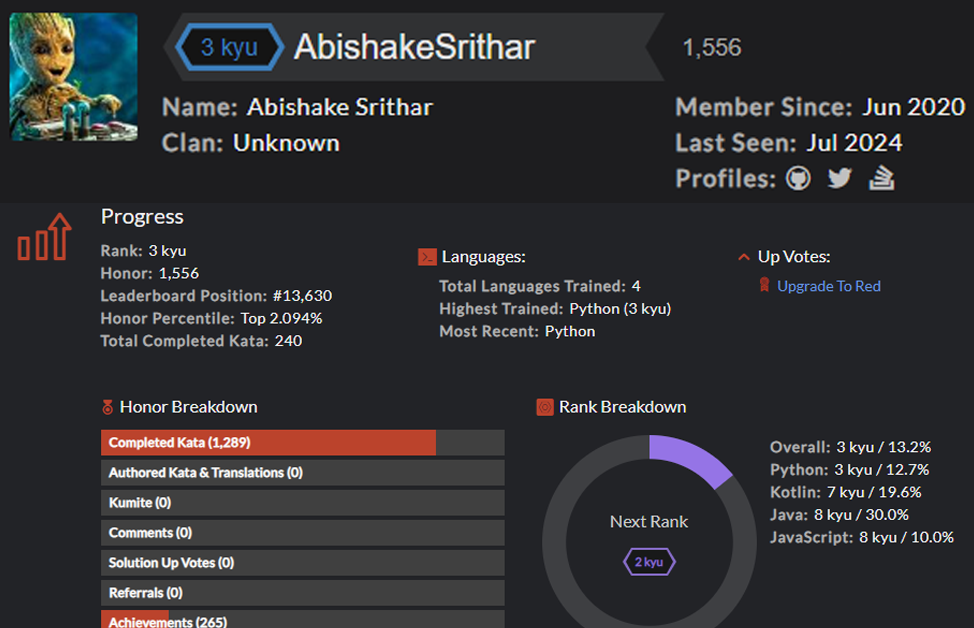 3 kyu AbishakeSrithar 1,556
Name: Abishake Srithar
Clan: Unknown
Member Since: Jun 2020
Last Seen: Jul 2024
Profiles:
Progress
Rank: 3 kyu
Honor: 1,556
Leaderboard Position: #13,630
Honor Percentile: Top 2.094%
Total Completed Kata: 240
Languages:
Total Languages Trained: 4
Highest Trained: Python (3 kyu)
Most Recent: Python
Up Votes:
Upgrade To Red
Honor Breakdown
Completed Kata (1,289)
Authored Kata & Translations (0)
Kumite (0)
Comments (0)
Solution Up Votes (0)
Referrals (0)
Achievements (265)
Rank Breakdown
Next Rank
2 kyu
Overall: 3 kyu / 13.2%
Python: 3 kyu / 12.7%
Kotlin: 7 kyu / 19.6%
Java: 8 kyu / 30.0%
JavaScript: 8 kyu / 10.0%